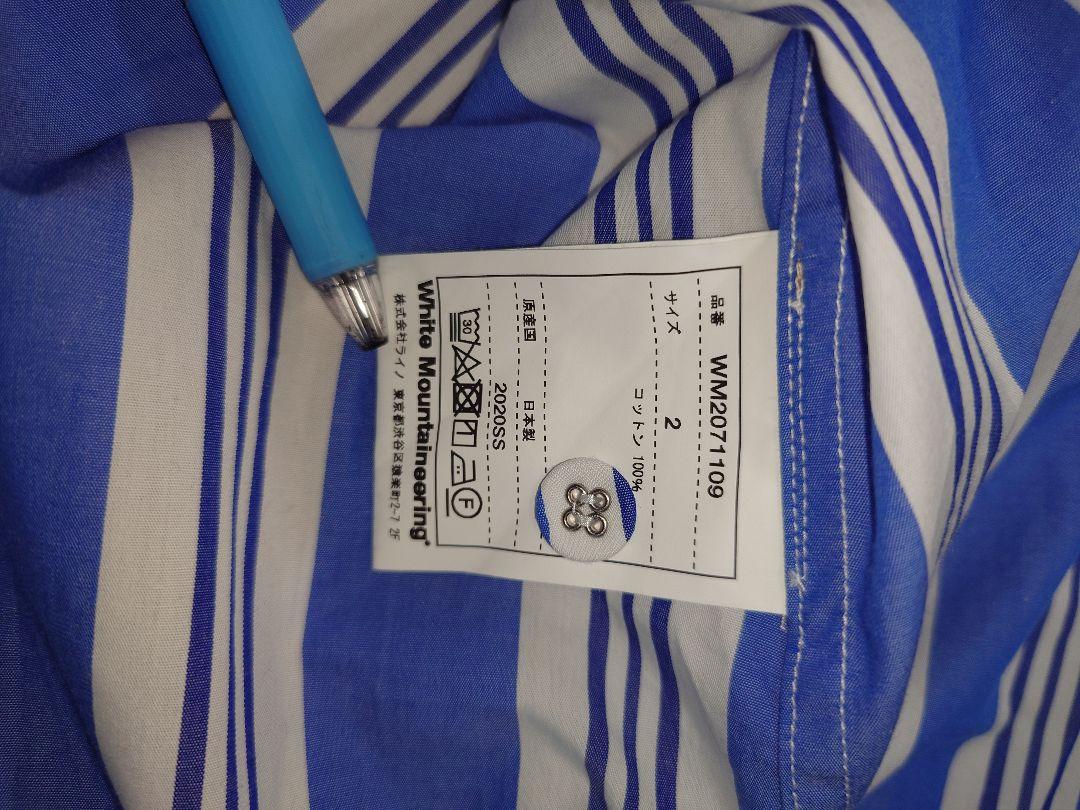 品番 WM2071109
サイズ 2
コットン 100%
原産国 日本製
2020SS
30 F
White Mountaineering®
株式会社ライノ 東京都渋谷区猿楽町2-7 2F